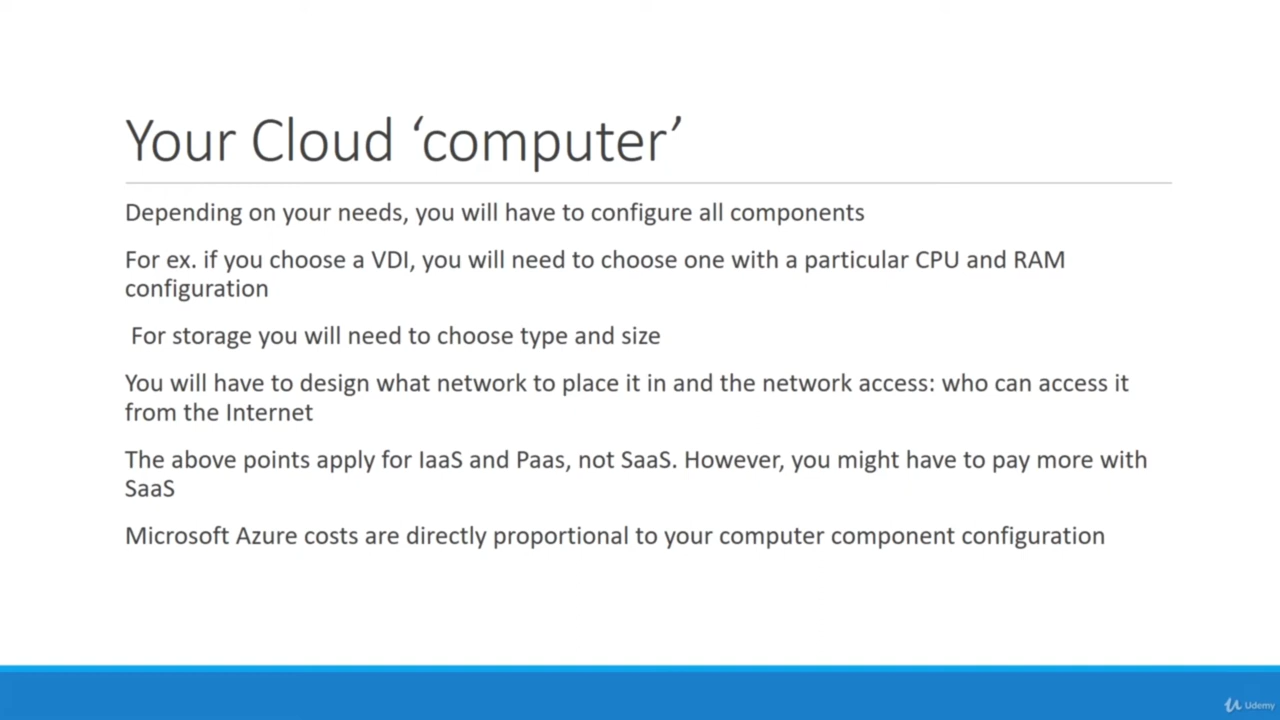 Your Cloud ‘computer’
Depending on your needs, you will have to configure all components
For ex. if you choose a VDI, you will need to choose one with a particular CPU and RAM
configuration
For storage you will need to choose type and size
You will have to design what network to place it in and the network access: who can access it
from the Internet
The above points apply for IaaS and Paas, not SaaS. However, you might have to pay more with
SaaS
Microsoft Azure costs are directly proportional to your computer component configuration
Udemy